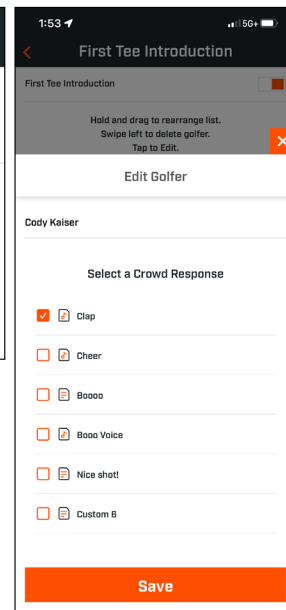 1:53
5G+
First Tee Introduction
First Tee Introduction
Hold and drag to rearrange list.
Swipe left to delete golfer.
Tap to Edit.
Edit Golfer
Cody Kaiser
Select a Crowd Response
Clap
Cheer
Boooo
Booo Voice
Nice shot!
Custom 6
Save